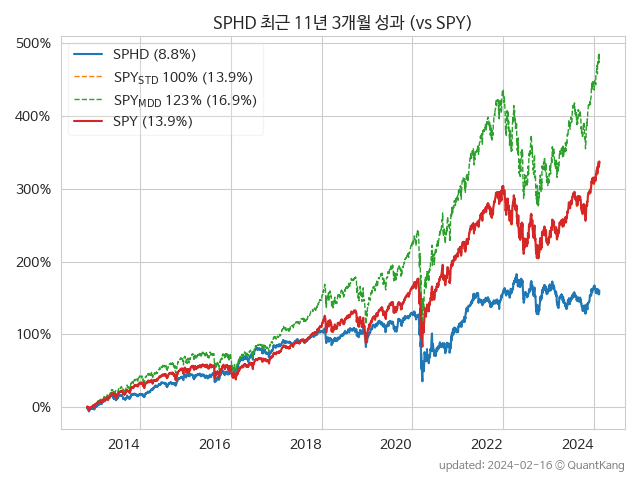 SPHD 최근 11년 3개월 성과 (vs SPY)
500%
400%
300%
200%
100%
0%
SPHD (8.8%)
SPY_STD 100% (13.9%)
SPY_MDD 123% (16.9%)
SPY (13.9%)
2014 2016 2018 2020 2022 2024
updated: 2024-02-16 © QuantKang